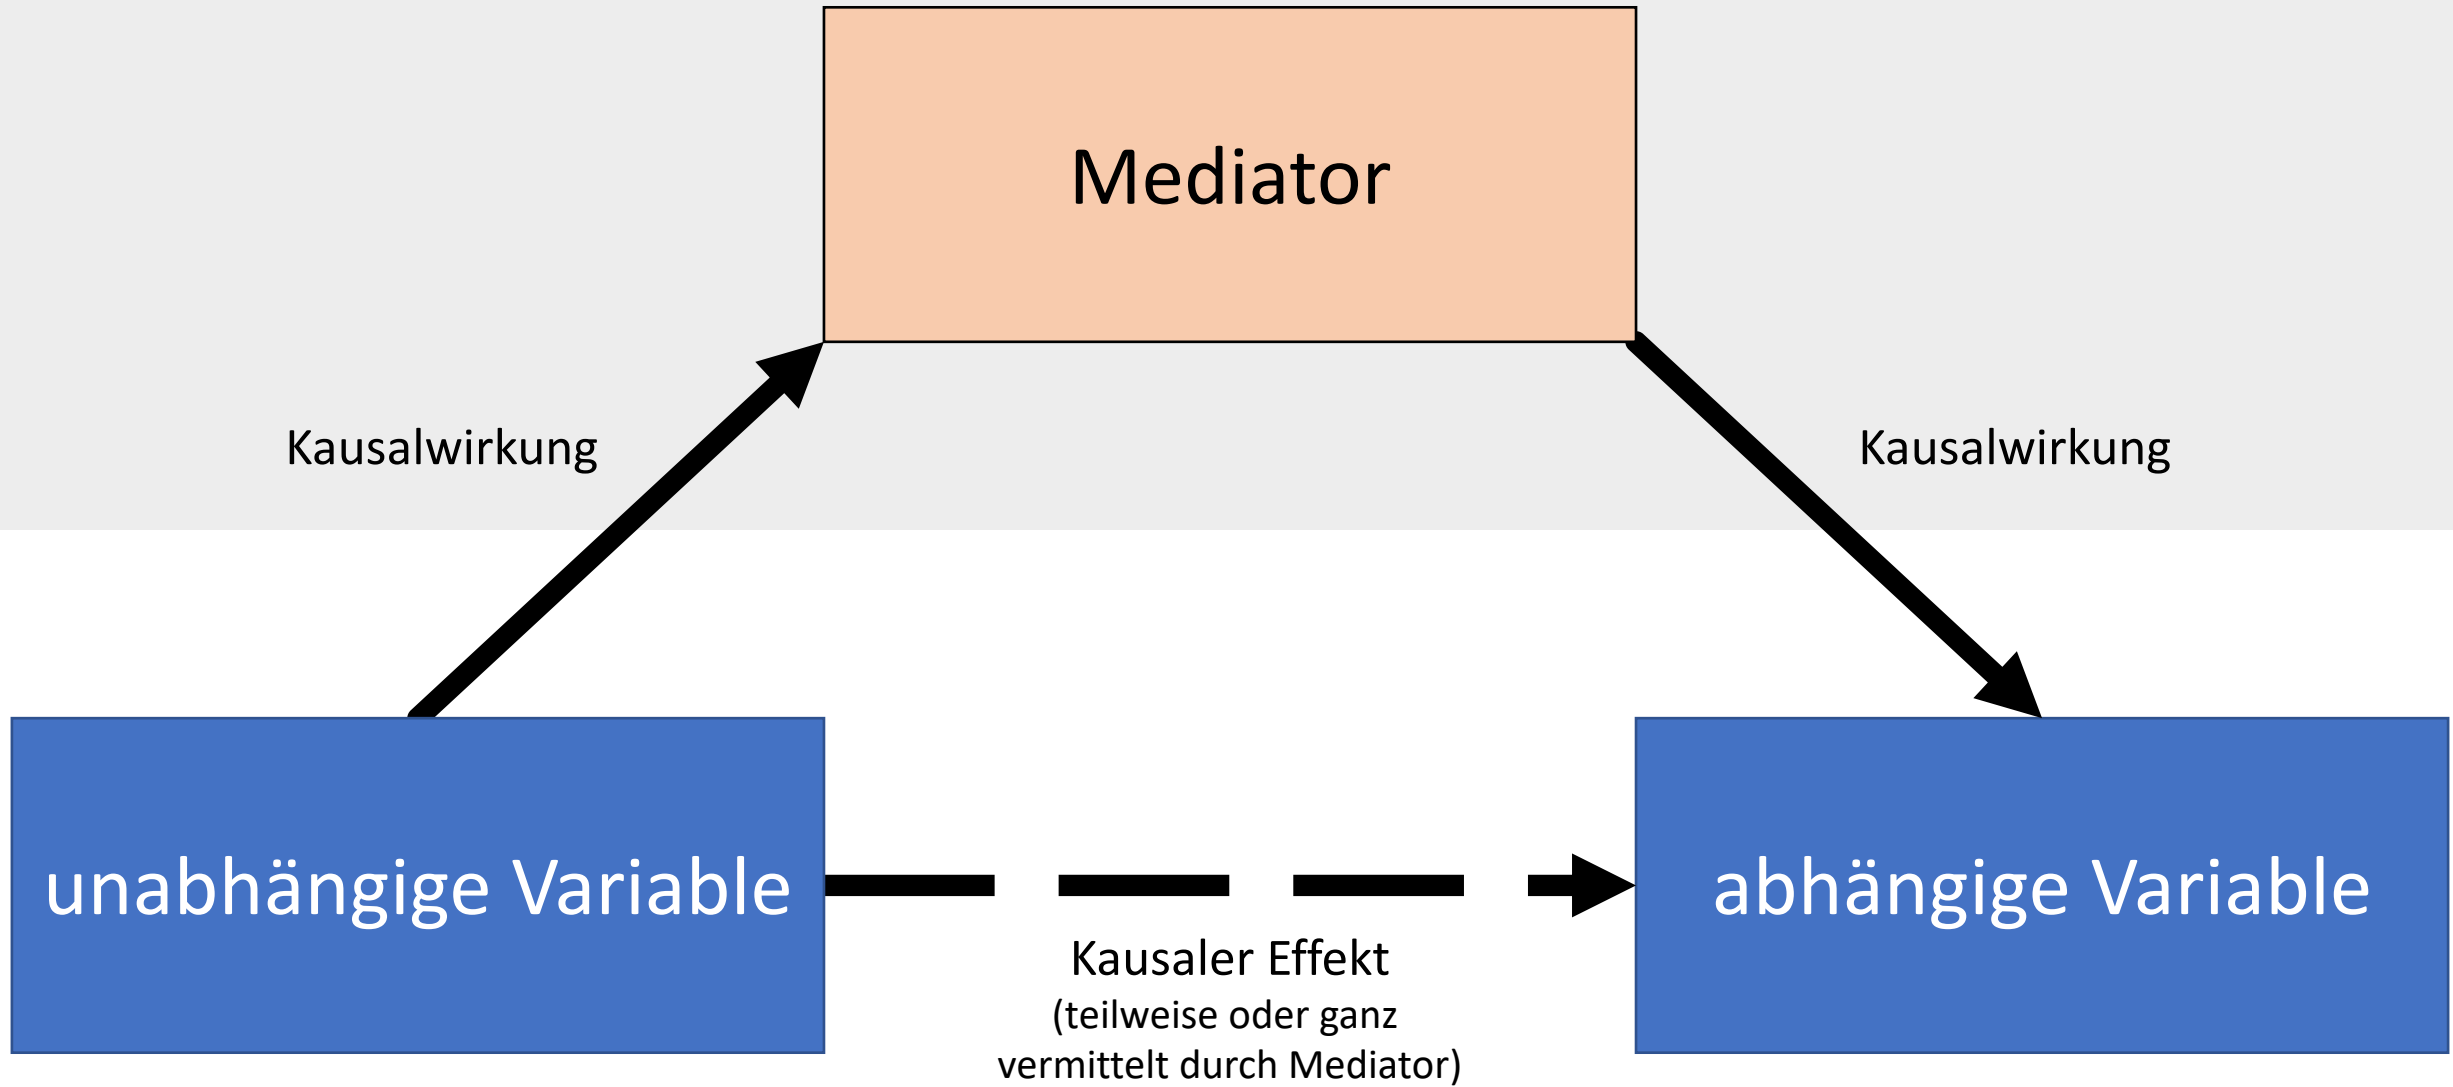 Mediator
Kausalwirkung
Kausalwirkung
unabhängige Variable
abhängige Variable
Kausaler Effekt
(teilweise oder ganz
vermittelt durch Mediator)